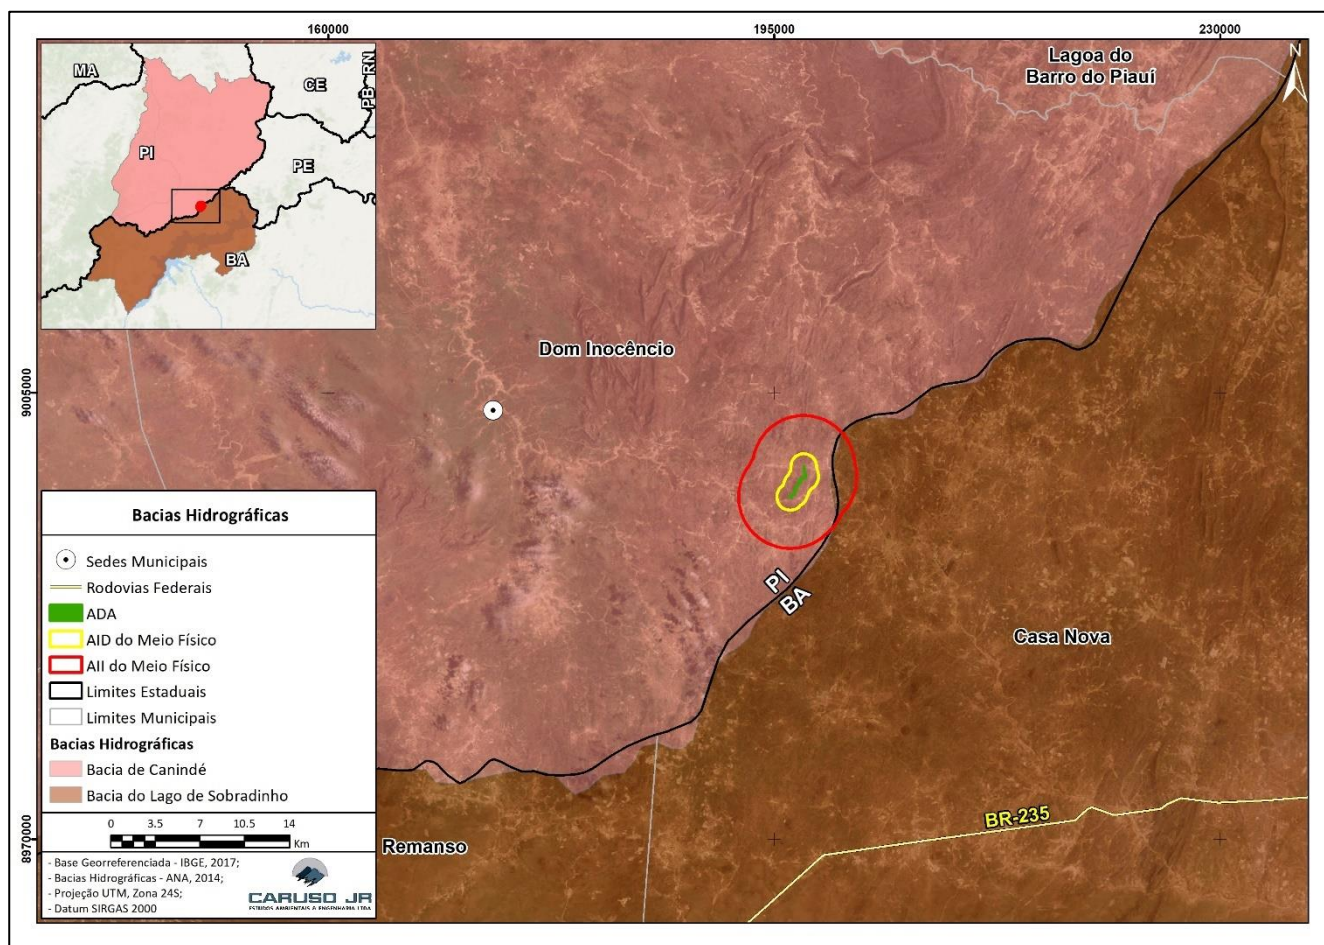 160000
195000
230000
MA
CE
RN
PB
PI
PE
BA
Lagoa do
Barro do Piauí
N
Dom Inocêncio
9005000
PI
BA
Casa Nova
Bacias Hidrográficas
Sedes Municipais
Rodovias Federais
ADA
AID do Meio Físico
AII do Meio Físico
Limites Estaduais
Limites Municipais
Bacias Hidrográficas
Bacia de Canindé
Bacia do Lago de Sobradinho
0 3.5 7 10.5 14
Km
BR-235
8970000
Remanso
- Base Georreferenciada - IBGE, 2017;
- Bacias Hidrográficas - ANA, 2014;
- Projeção UTM, Zona 24S;
- Datum SIRGAS 2000
CARUSO JR
ESTUDOS AMBIENTAIS & ENGENHARIA LTDA.